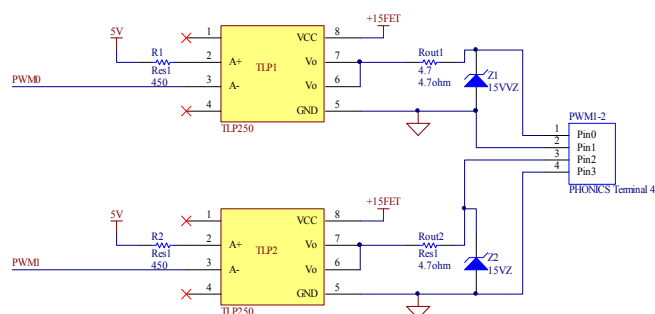 +15FET
5V
R1
Res1
450
PWM0
1
2
3
4
A+
A-
TLP1
VCC
Vo
Vo
GND
8
7
6
5
TLP250
Rout1
4.7
4.7ohm
Z1
15VVZ
PWM1-2
1
2
3
4
Pin0
Pin1
Pin2
Pin3
PHONICS Terminal 4
+15FET
5V
R2
Res1
450
PWM1
1
2
3
4
A+
A-
TLP2
VCC
Vo
Vo
GND
8
7
6
5
TLP250
Rout2
Res1
4.7ohm
Z2
15VZ